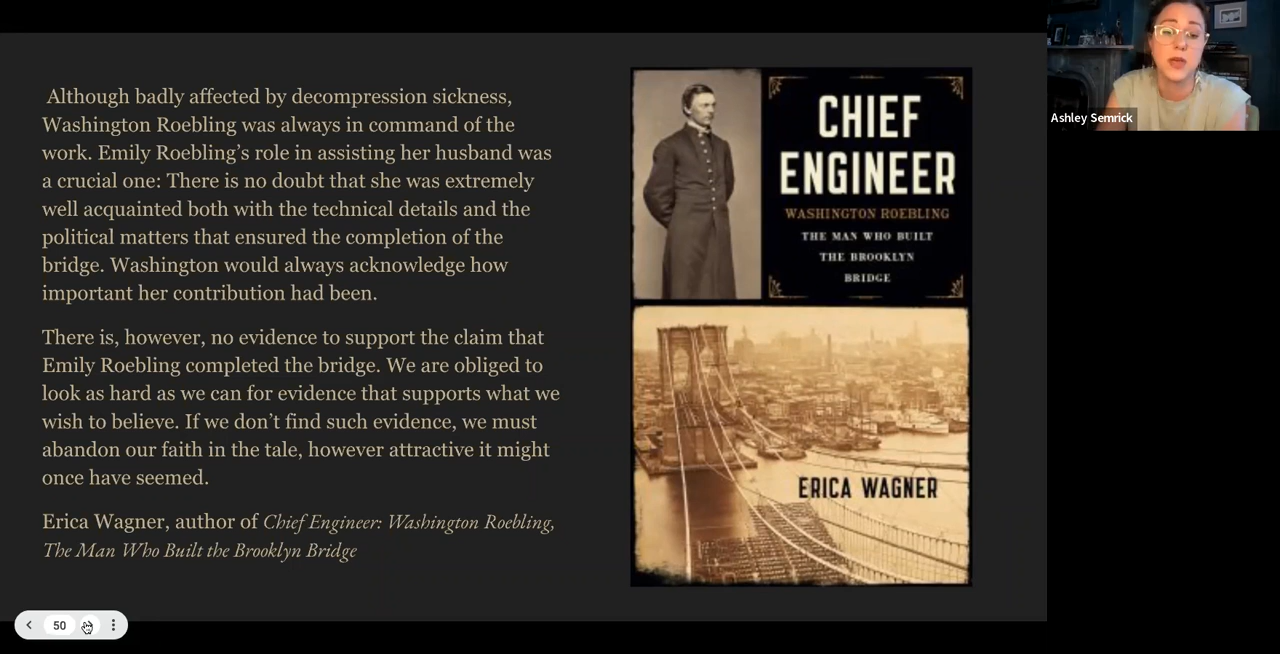 Although badly affected by decompression sickness,
Washington Roebling was always in command of the
work. Emily Roebling’s role in assisting her husband was
a crucial one: There is no doubt that she was extremely
well acquainted both with the technical details and the
political matters that ensured the completion of the
bridge. Washington would always acknowledge how
important her contribution had been.
There is, however, no evidence to support the claim that
Emily Roebling completed the bridge. We are obliged to
look as hard as we can for evidence that supports what we
wish to believe. If we don’t find such evidence, we must
abandon our faith in the tale, however attractive it might
once have seemed.
Erica Wagner, author of Chief Engineer: Washington Roebling,
The Man Who Built the Brooklyn Bridge
CHIEF
ENGINEER
WASHINGTON ROEBLING
THE MAN WHO BUILT
THE BROOKLYN
BRIDGE
ERICA WAGNER
Ashley Semrick
50